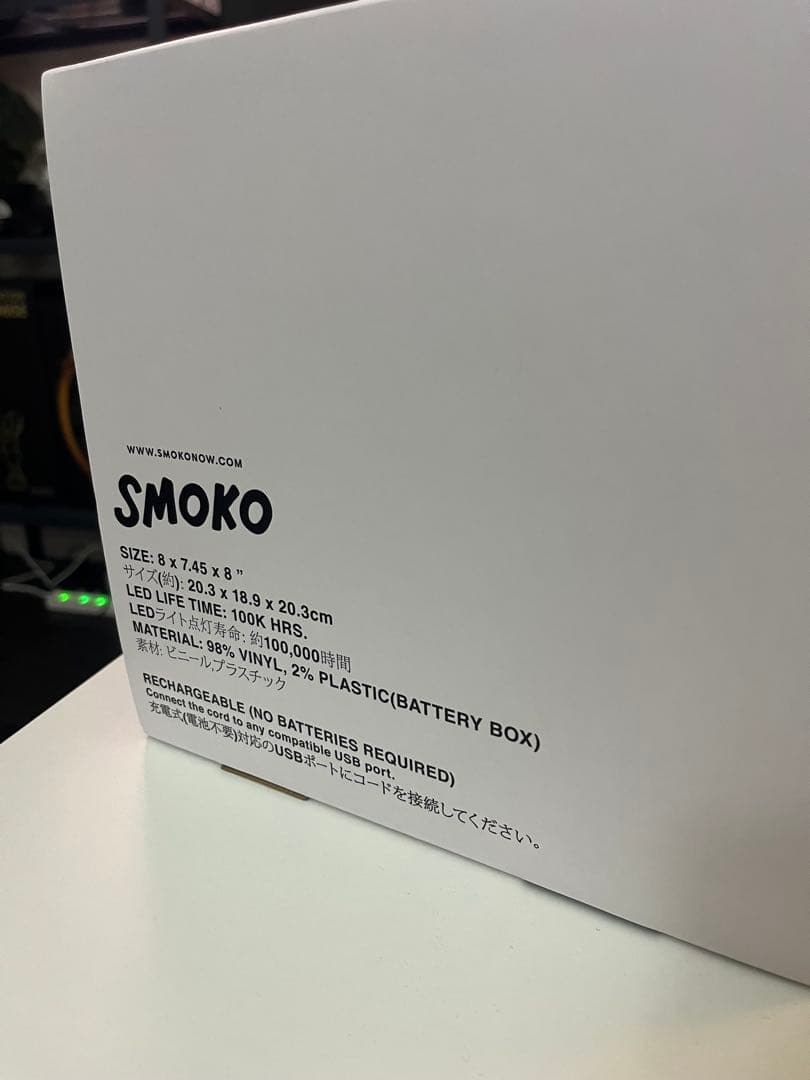 WWW.SMOKONOW.COM
SMOKO
SIZE: 8 x 7.45 x 8 ”
サイズ(約): 20.3 x 18.9 x 20.3cm
LED LIFE TIME: 100K HRS.
LEDライト点灯寿命: 約100,000時間
MATERIAL: 98% VINYL, 2% PLASTIC(BATTERY BOX)
素材: ビニール,プラスチック
RECHARGEABLE (NO BATTERIES REQUIRED)
Connect the cord to any compatible USB port.
充電式(電池不要)対応のUSBポートにコードを接続してください。